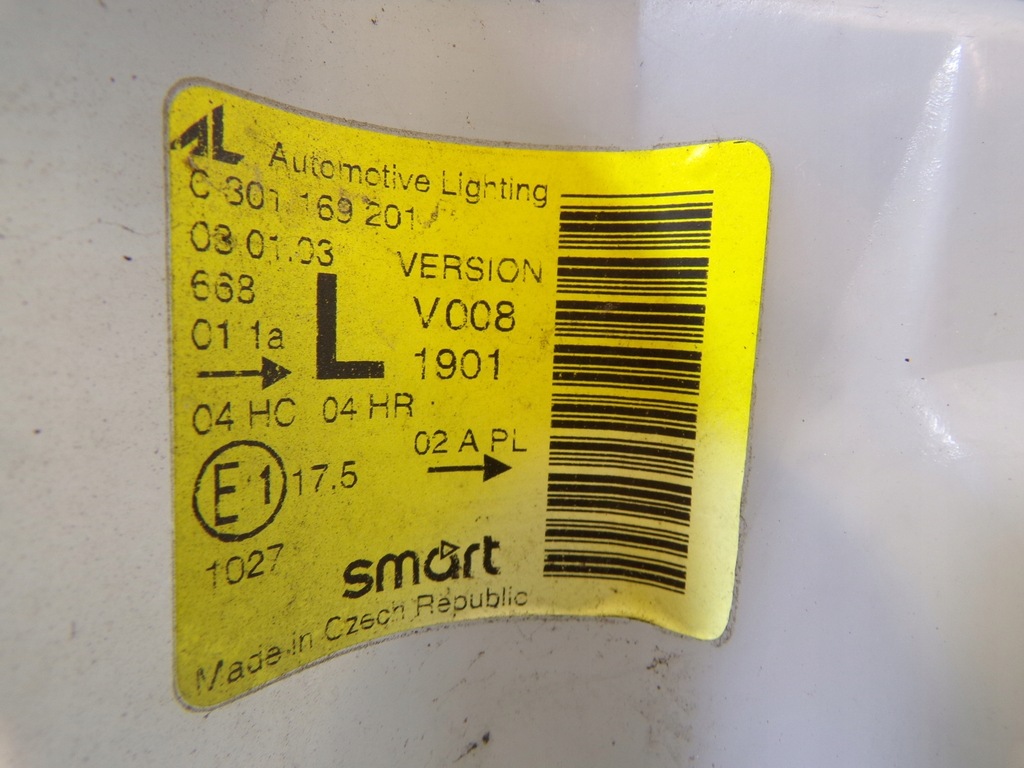 AL Automotive Lighting
C 301 169 201
03.01.03
668
01 1a
L
VERSION
V008
1901
04 HC 04 HR
02 A PL
E1 17.5
1027
smart
Made in Czech Republic